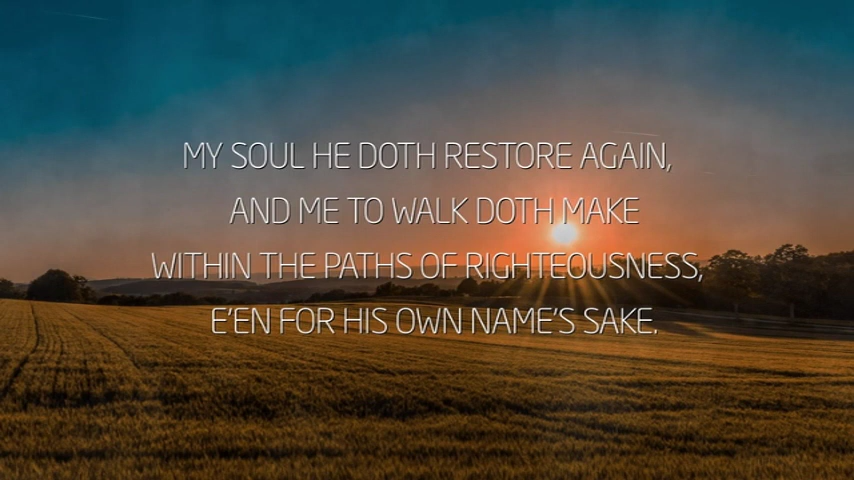 MY SOUL HE DOTH RESTORE AGAIN,
AND ME TO WALK DOTH MAKE
WITHIN THE PATHS OF RIGHTEOUSNESS,
E'EN FOR HIS OWN NAME'S SAKE.